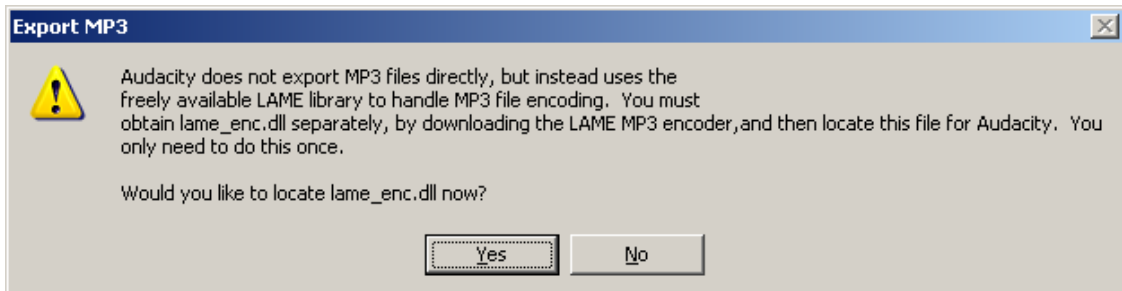 Export MP3
Audacity does not export MP3 files directly, but instead uses the
freely available LAME library to handle MP3 file encoding.  You must
obtain lame_enc.dll separately, by downloading the LAME MP3 encoder,and then locate this file for Audacity.  You
only need to do this once.
Would you like to locate lame_enc.dll now?
Yes
No